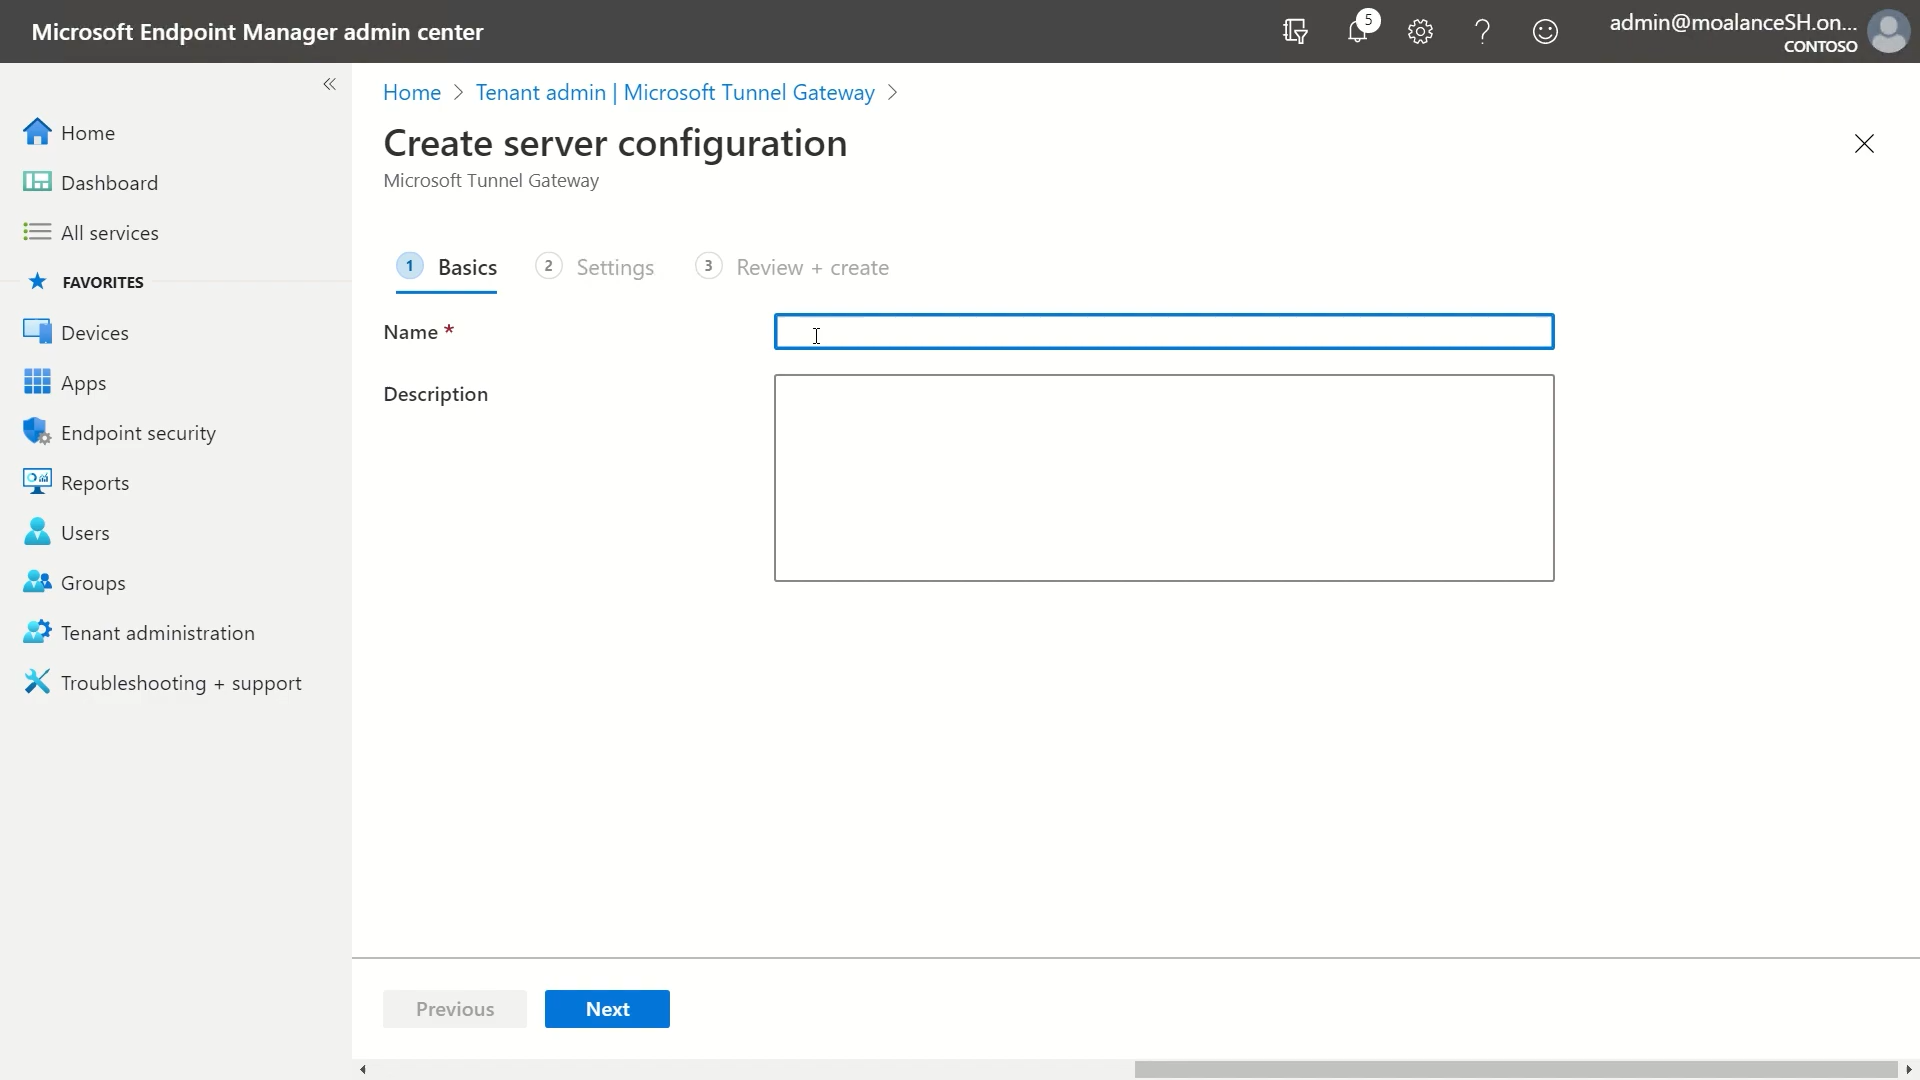 Microsoft Endpoint Manager admin center
5
admin@moalanceSH.on...
CONTOSO
Home
Dashboard
All services
FAVORITES
Devices
Apps
Endpoint security
Reports
Users
Groups
Tenant administration
Troubleshooting + support
Home > Tenant admin | Microsoft Tunnel Gateway >
Create server configuration
Microsoft Tunnel Gateway
1 Basics 2 Settings 3 Review + create
Name *
Description
Previous Next